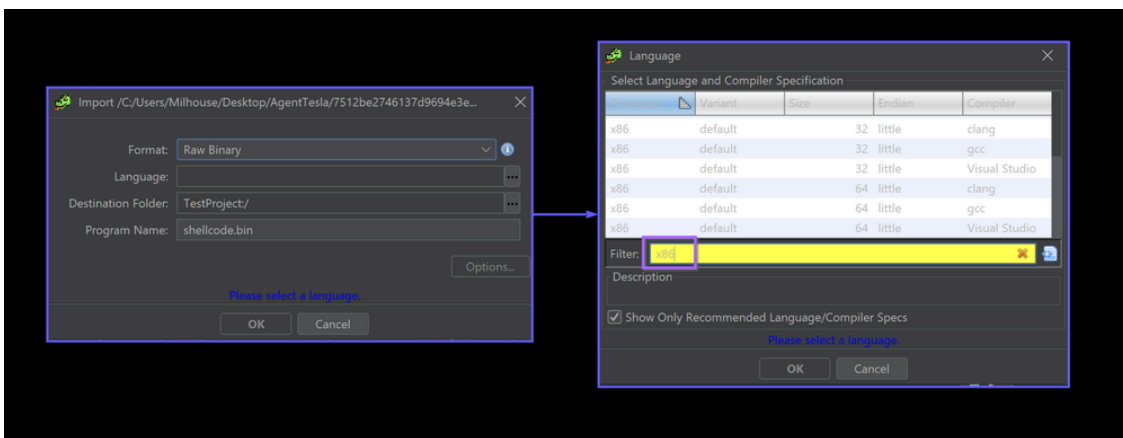 Import /C:/Users/Milhouse/Desktop/AgentTesla/7512be2746137d9694e3e...
Format: Raw Binary
Language:
Destination Folder: TestProject:/
Program Name: shellcode.bin
Options...
Please select a language.
OK Cancel
Language
Select Language and Compiler Specification
Variant Size Endian Compiler
x86 default 32 little clang
x86 default 32 little gcc
x86 default 32 little Visual Studio
x86 default 64 little clang
x86 default 64 little gcc
x86 default 64 little Visual Studio
Filter: x86
Description
Show Only Recommended Language/Compiler Specs
Please select a language.
OK Cancel